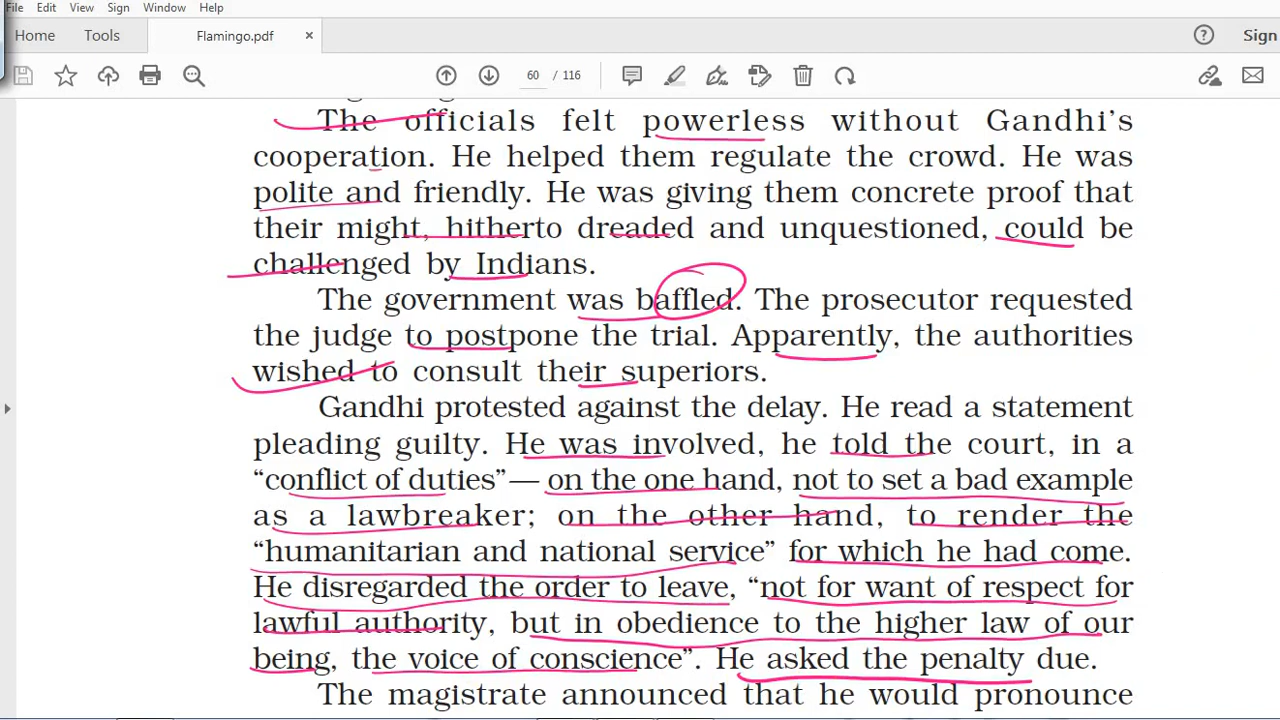 File Edit View Sign Window Help
Home Tools Flamingo.pdf × ? Sign
60 / 116
The officials felt powerless without Gandhi's
cooperation. He helped them regulate the crowd. He was
polite and friendly. He was giving them concrete proof that
their might, hitherto dreaded and unquestioned, could be
challenged by Indians.
The government was baffled. The prosecutor requested
the judge to postpone the trial. Apparently, the authorities
wished to consult their superiors.
Gandhi protested against the delay. He read a statement
pleading guilty. He was involved, he told the court, in a
“conflict of duties”— on the one hand, not to set a bad example
as a lawbreaker; on the other hand, to render the
“humanitarian and national service” for which he had come.
He disregarded the order to leave, “not for want of respect for
lawful authority, but in obedience to the higher law of our
being, the voice of conscience”. He asked the penalty due.
The magistrate announced that he would pronounce